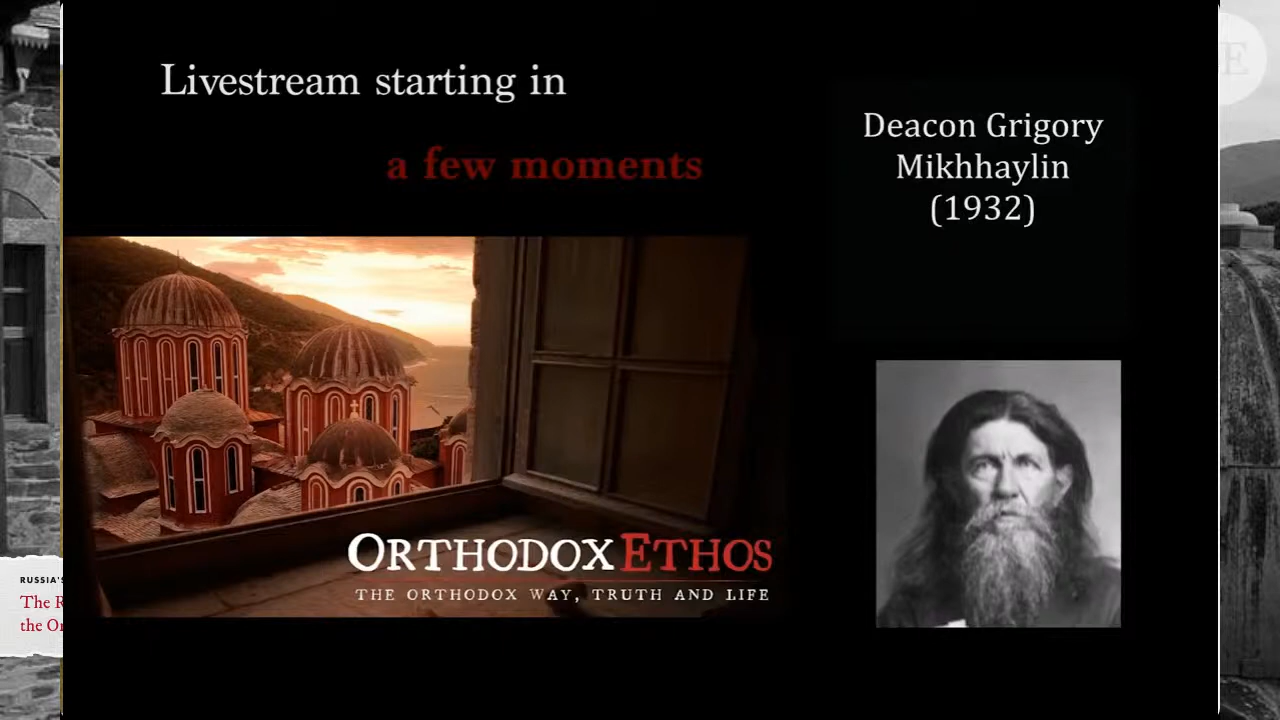 Livestream starting in
a few moments
Deacon Grigory
Mikhhaylin
(1932)
ORTHODOX ETHOS
THE ORTHODOX WAY, TRUTH AND LIFE
RUSSIA'S
The R
the Or
E